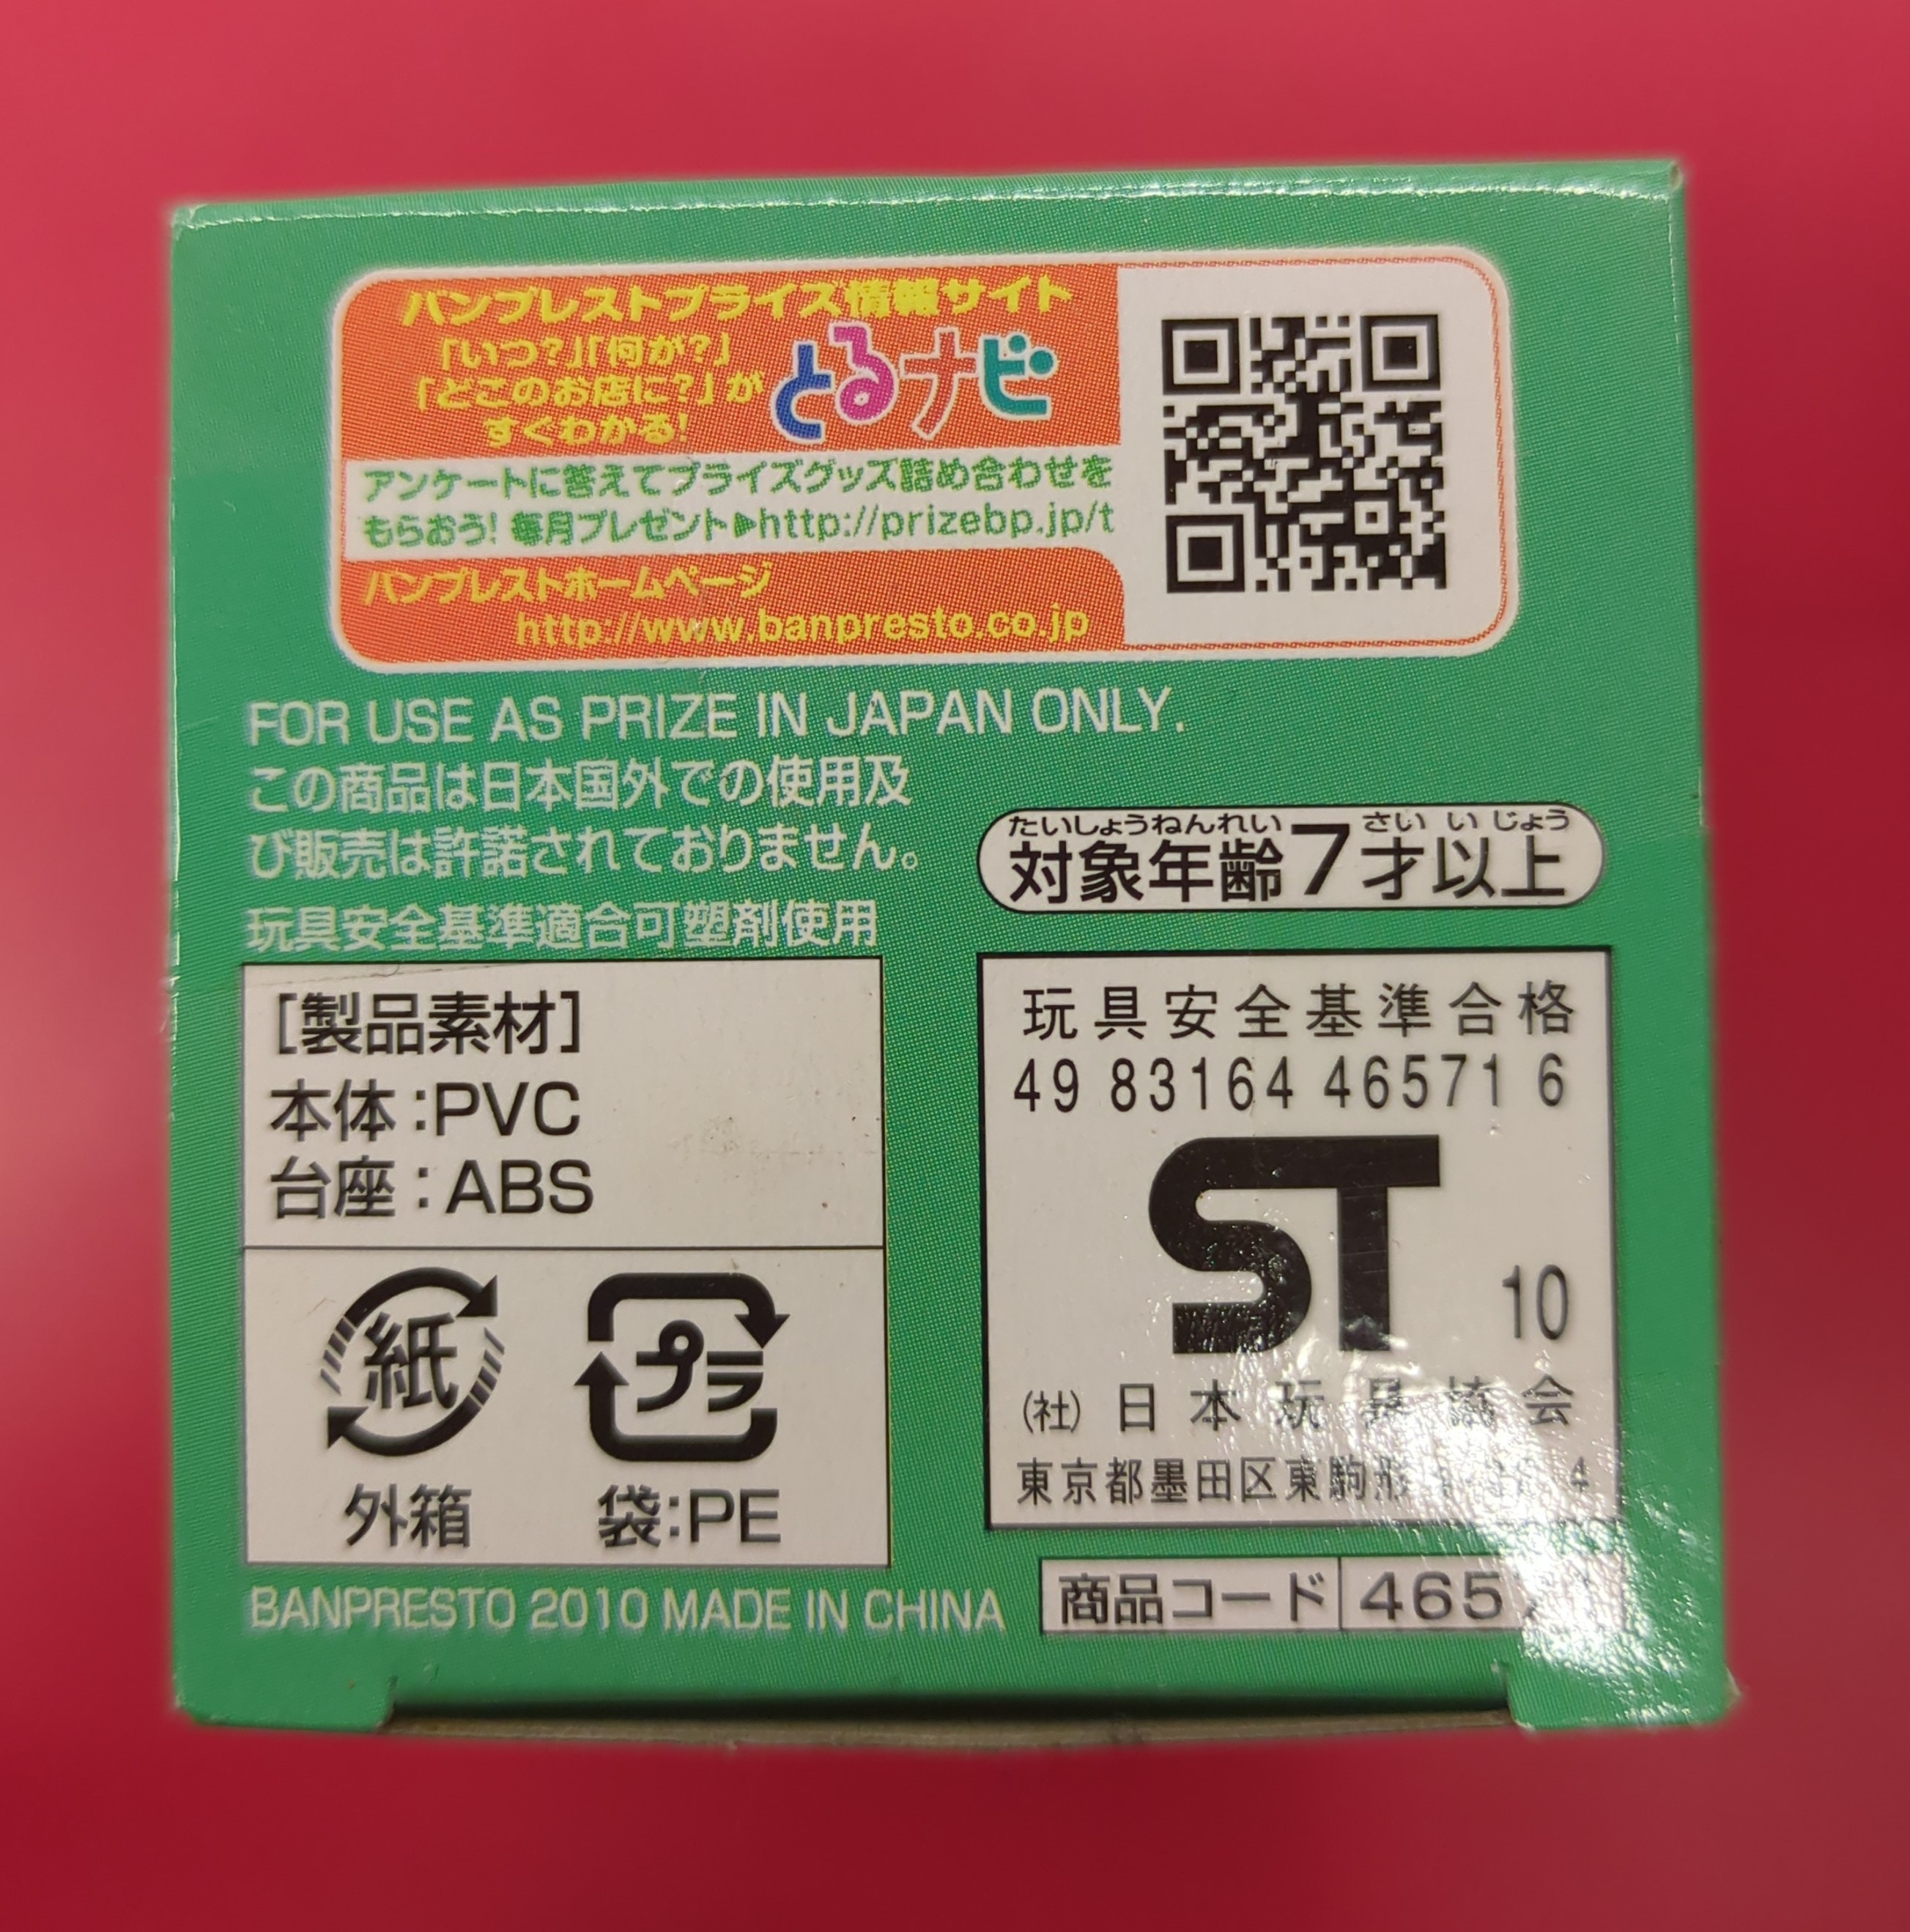 バンプレストプライズ情報サイト
「いつ?」「何が?」
「どこのお店に?」が
すぐわかる!
とるナビ
アンケートに答えてプライズグッズ詰め合わせを
もらおう! 毎月プレゼント▶http://prizebp.jp/t
バンプレストホームページ
http://www.banpresto.co.jp
FOR USE AS PRIZE IN JAPAN ONLY.
この商品は日本国外での使用及
び販売は許諾されておりません。
玩具安全基準適合可塑剤使用
たいしょうねんれい さい い じょう
対象年齢7才以上
[製品素材]
本体:PVC
台座:ABS
紙
プラ
外箱
袋:PE
玩具安全基準合格
49 83164 46571 6
ST
10
(社)日本玩具協会
東京都墨田区東駒形
BANPRESTO 2010 MADE IN CHINA
商品コード